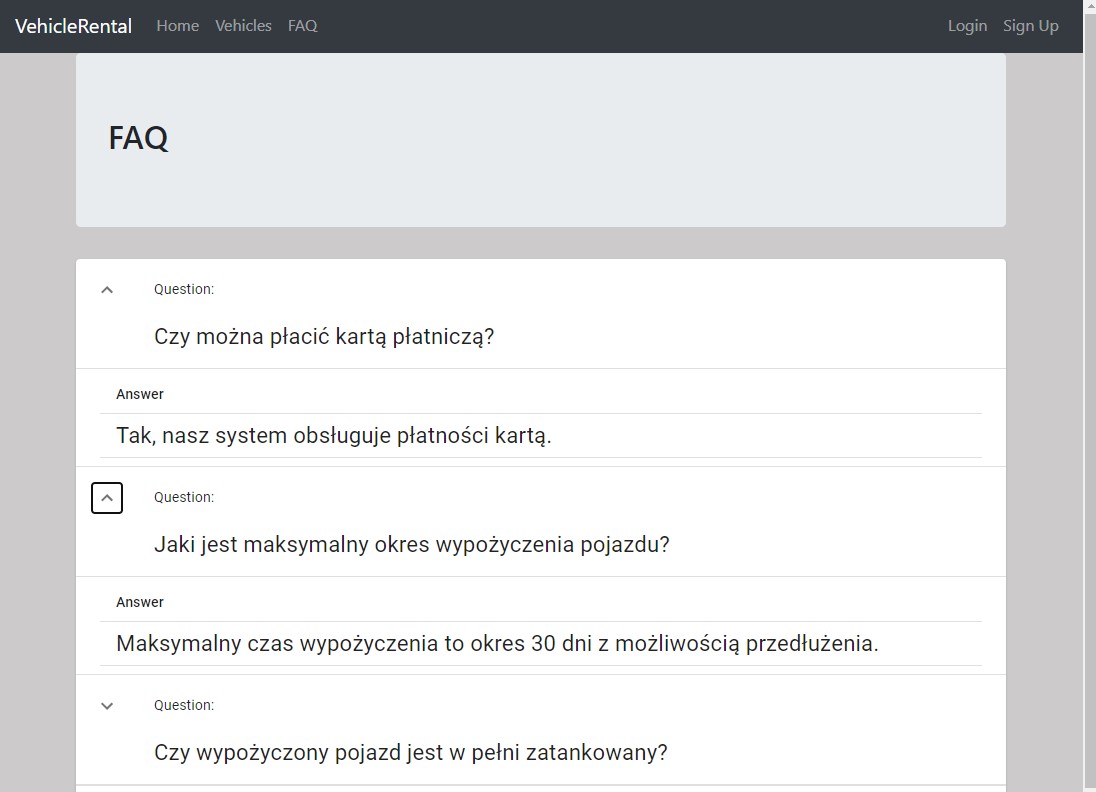 VehicleRental Home Vehicles FAQ Login Sign Up
FAQ
Question:
Czy można płacić kartą płatniczą?
Answer
Tak, nasz system obsługuje płatności kartą.
Question:
Jaki jest maksymalny okres wypożyczenia pojazdu?
Answer
Maksymalny czas wypożyczenia to okres 30 dni z możliwością przedłużenia.
Question:
Czy wypożyczony pojazd jest w pełni zatankowany?